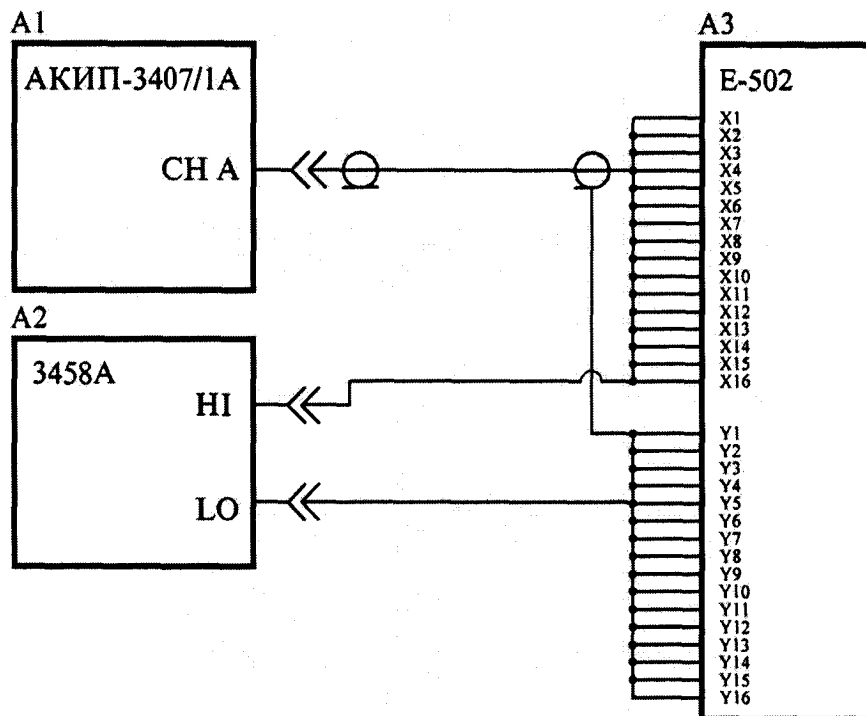 A1
АКИП-3407/1А
CH A
A2
3458A
HI
LO
A3
E-502
X1
X2
X3
X4
X5
X6
X7
X8
X9
X10
X11
X12
X13
X14
X15
X16
Y1
Y2
Y3
Y4
Y5
Y6
Y7
Y8
Y9
Y10
Y11
Y12
Y13
Y14
Y15
Y16